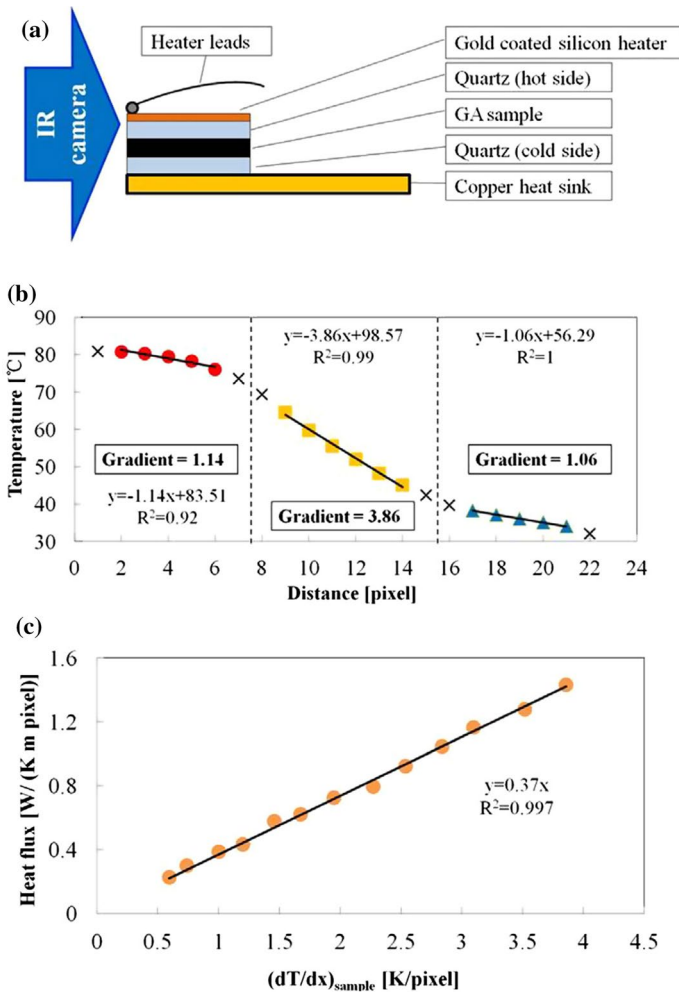 (a)
Heater leads
IR
camera
Gold coated silicon heater
Quartz (hot side)
GA sample
Quartz (cold side)
Copper heat sink
(b)
Temperature [℃]
90
80
70
60
50
40
30
y=-3.86x+98.57
R²=0.99
y=-1.06x+56.29
R²=1
Gradient = 1.14
y=-1.14x+83.51
R²=0.92
Gradient = 3.86
Gradient = 1.06
0 2 4 6 8 10 12 14 16 18 20 22 24
Distance [pixel]
(c)
Heat flux [W/ (K m pixel)]
1.6
1.2
0.8
0.4
0
y=0.37x
R²=0.997
0 0.5 1 1.5 2 2.5 3 3.5 4 4.5
(dT/dx)sample [K/pixel]